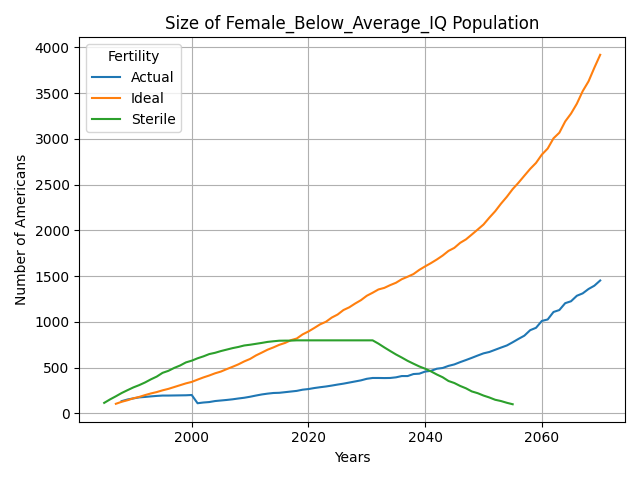 Size of Female_Below_Average_IQ Population
Fertility
Actual
Ideal
Sterile
4000
3500
3000
2500
2000
1500
1000
500
0
Number of Americans
2000 2020 2040 2060
Years